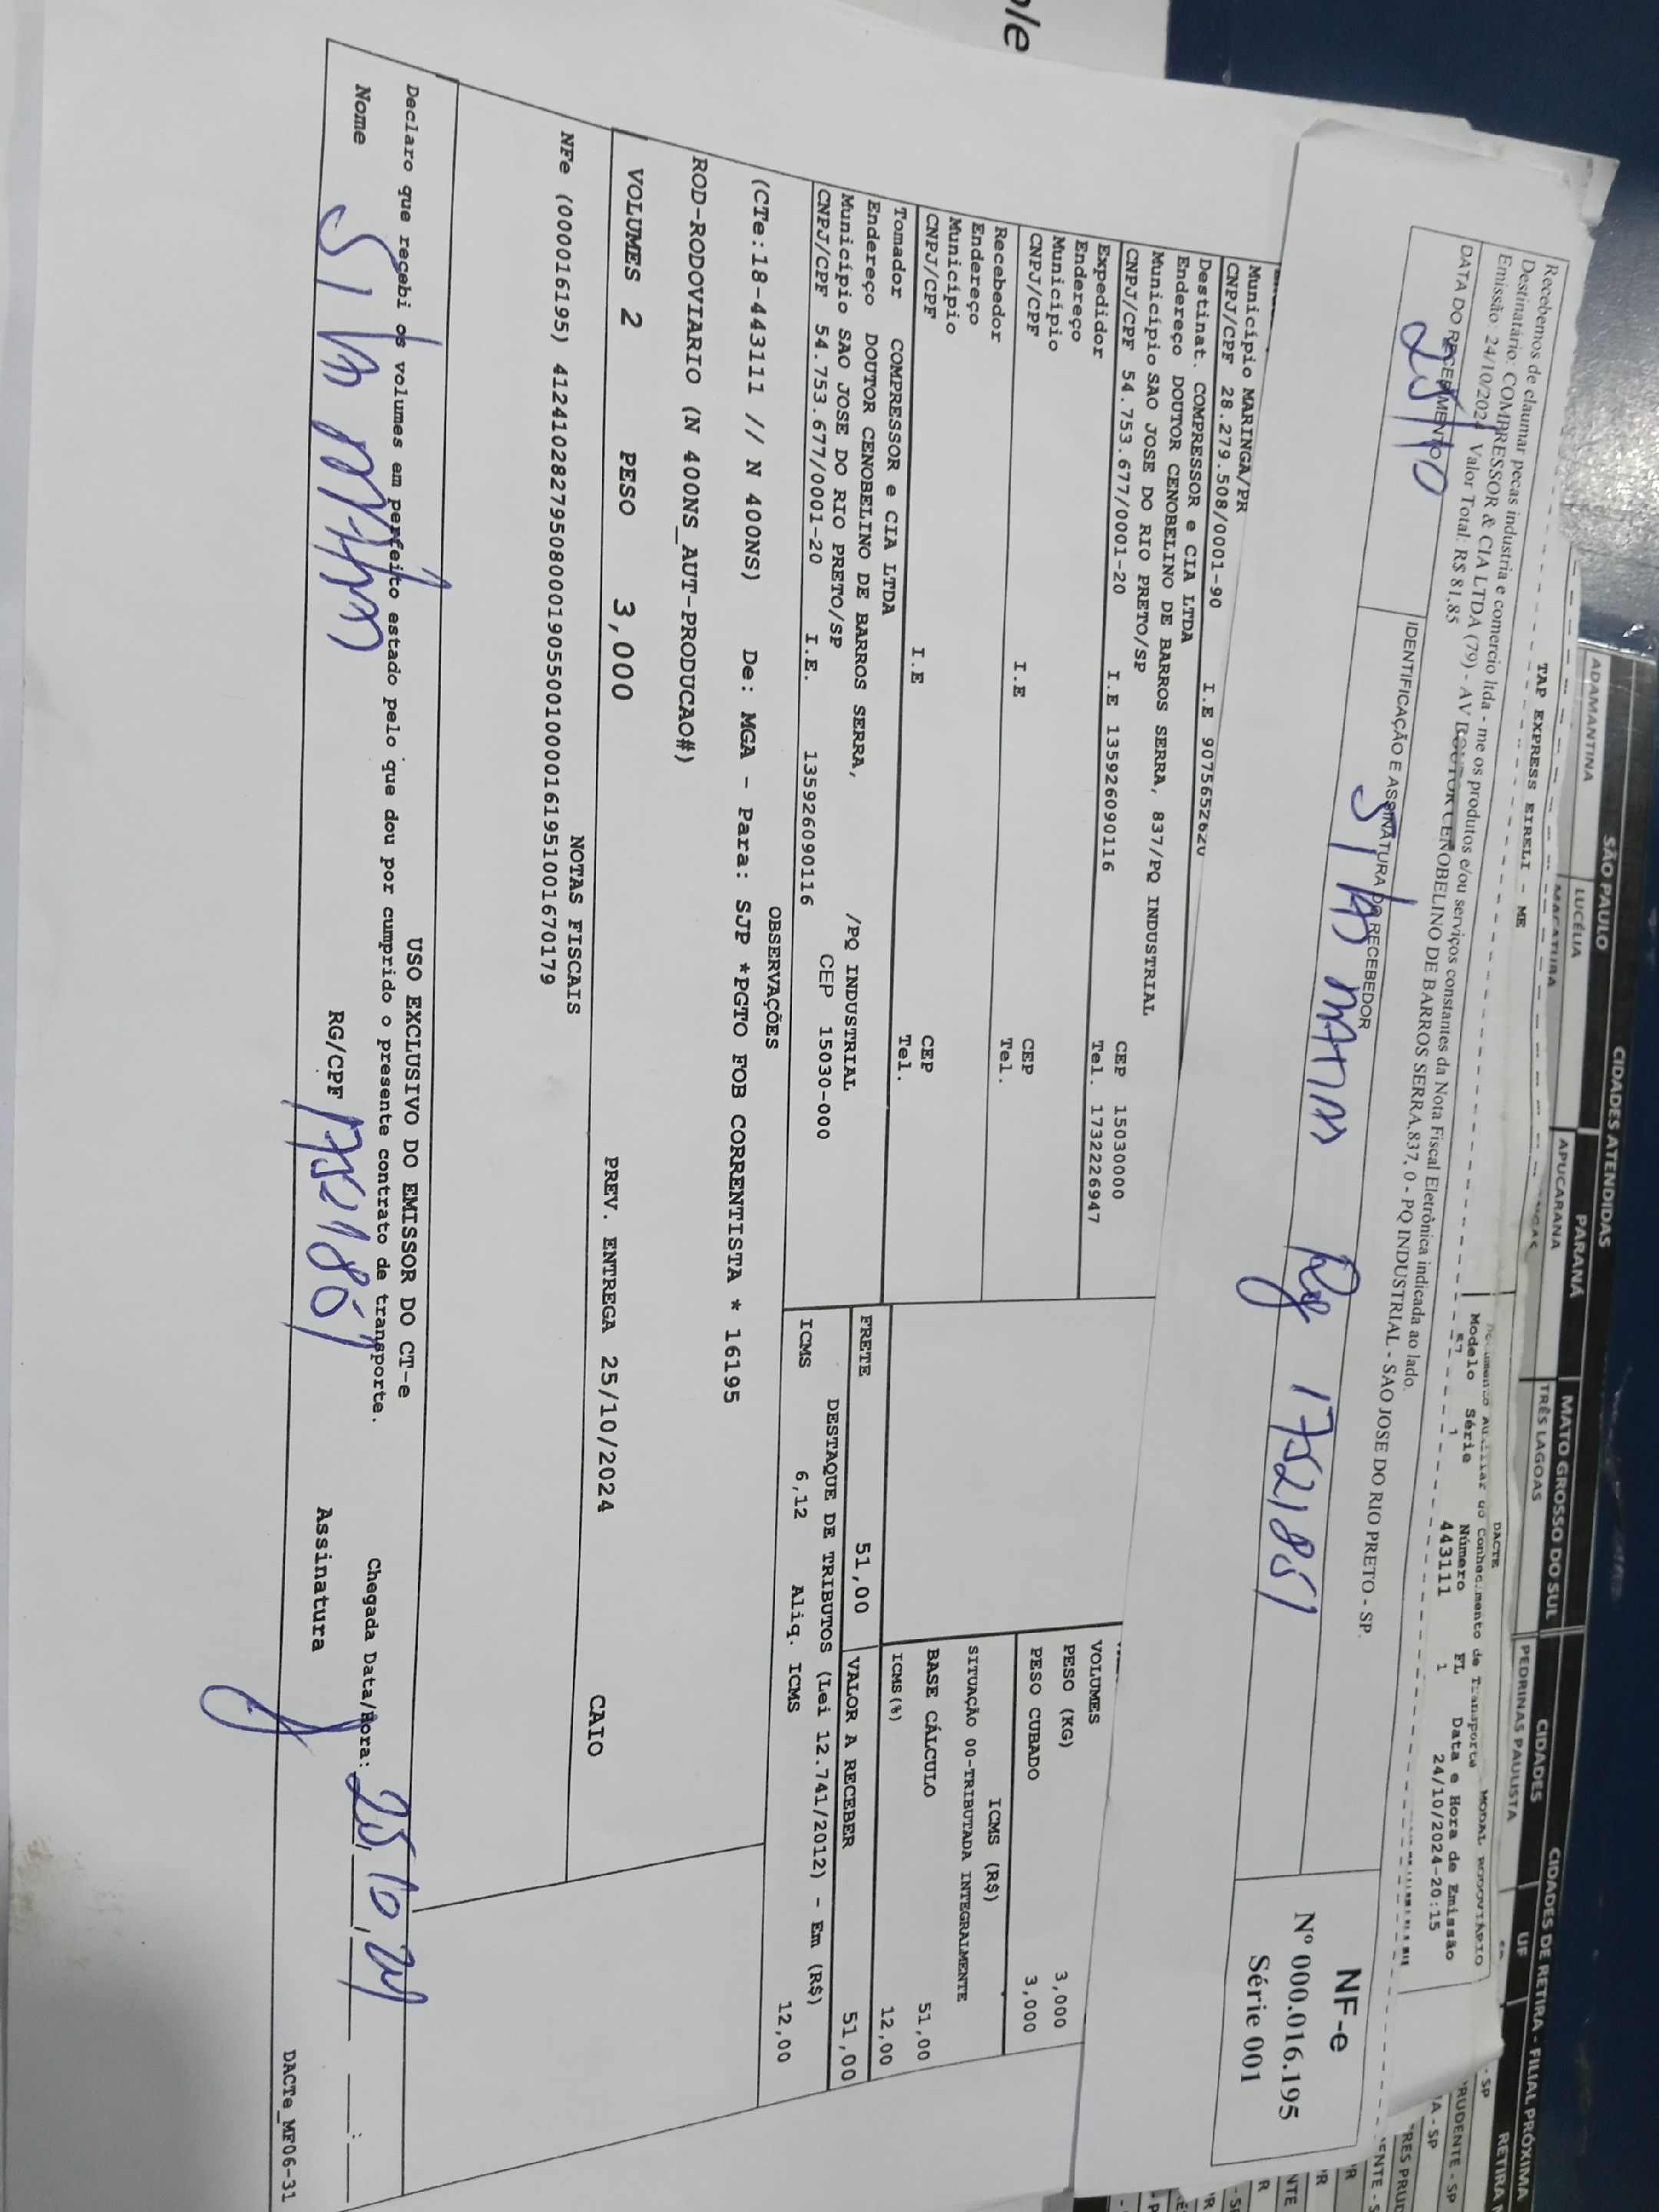 CIDADES ATENDIDAS
CIDADES DE RETIRA - FILIAL PRÓXIMA
SÃO PAULO
PARANÁ
MATO GROSSO DO SUL
CIDADES
UF
RETIRA
ADAMANTINA
LUCÉLIA
APUCARANA
TRÊS LAGOAS
PEDRINAS PAULISTA
TAP EXPRESS EIRELI - ME
DACTE
Modelo Série Número FL Data e Hora de Emissão
57 1 443111 1 24/10/2024-20:15
Recebemos de claumar pecas industria e comercio ltda - me os produtos e/ou serviços constantes da Nota Fiscal Eletrônica indicada ao lado.
Destinatário: COMPRESSOR & CIA LTDA (79) - AV DOUTOR CENOBELINO DE BARROS SERRA,837, 0 - PQ INDUSTRIAL - SAO JOSE DO RIO PRETO - SP.
Emissão: 24/10/2024 Valor Total: R$ 81,85
DATA DO RECEBIMENTO
25/10
IDENTIFICAÇÃO E ASSINATURA DO RECEBEDOR
Rg 17521851
NF-e
Nº 000.016.195
Série 001
Município MARINGA/PR
CNPJ/CPF 28.279.508/0001-90 I.E 9075652620
Destinat. COMPRESSOR e CIA LTDA
Endereço DOUTOR CENOBELINO DE BARROS SERRA, 837/PQ INDUSTRIAL
Município SAO JOSE DO RIO PRETO/SP CEP 15030000
CNPJ/CPF 54.753.677/0001-20 I.E 135926090116 Tel. 1732226947
Expedidor
Endereço
Município CEP
CNPJ/CPF I.E Tel.
Recebedor
Endereço
Município CEP
CNPJ/CPF I.E Tel.
Tomador COMPRESSOR e CIA LTDA
Endereço DOUTOR CENOBELINO DE BARROS SERRA, /PQ INDUSTRIAL
Município SAO JOSE DO RIO PRETO/SP CEP 15030-000
CNPJ/CPF 54.753.677/0001-20 I.E. 135926090116
VOLUMES
PESO (KG) 3,000
PESO CUBADO 3,000
ICMS (R$)
SITUAÇÃO 00-TRIBUTADA INTEGRALMENTE
BASE CÁLCULO 51,00
ICMS(%) 12,00
FRETE 51,00
VALOR A RECEBER 51,00
DESTAQUE DE TRIBUTOS (Lei 12.741/2012) - Em (R$)
ICMS 6,12 Aliq. ICMS 12,00
OBSERVAÇÕES
(CTe:18-443111 // N 400NS) De: MGA - Para: SJP *PGTO FOB CORRENTISTA * 16195
ROD-RODOVIARIO (N 400NS_AUT-PRODUCAO#)
VOLUMES 2 PESO 3,000 PREV. ENTREGA 25/10/2024 CAIO
NOTAS FISCAIS
NFe (000016195) 41241028279508000190550010000161951001670179
USO EXCLUSIVO DO EMISSOR DO CT-e
Declaro que recebi os volumes em perfeito estado pelo que dou por cumprido o presente contrato de transporte.
Chegada Data/Hora: 25/10/24
Nome RG/CPF Assinatura
DACTe_MF06-31